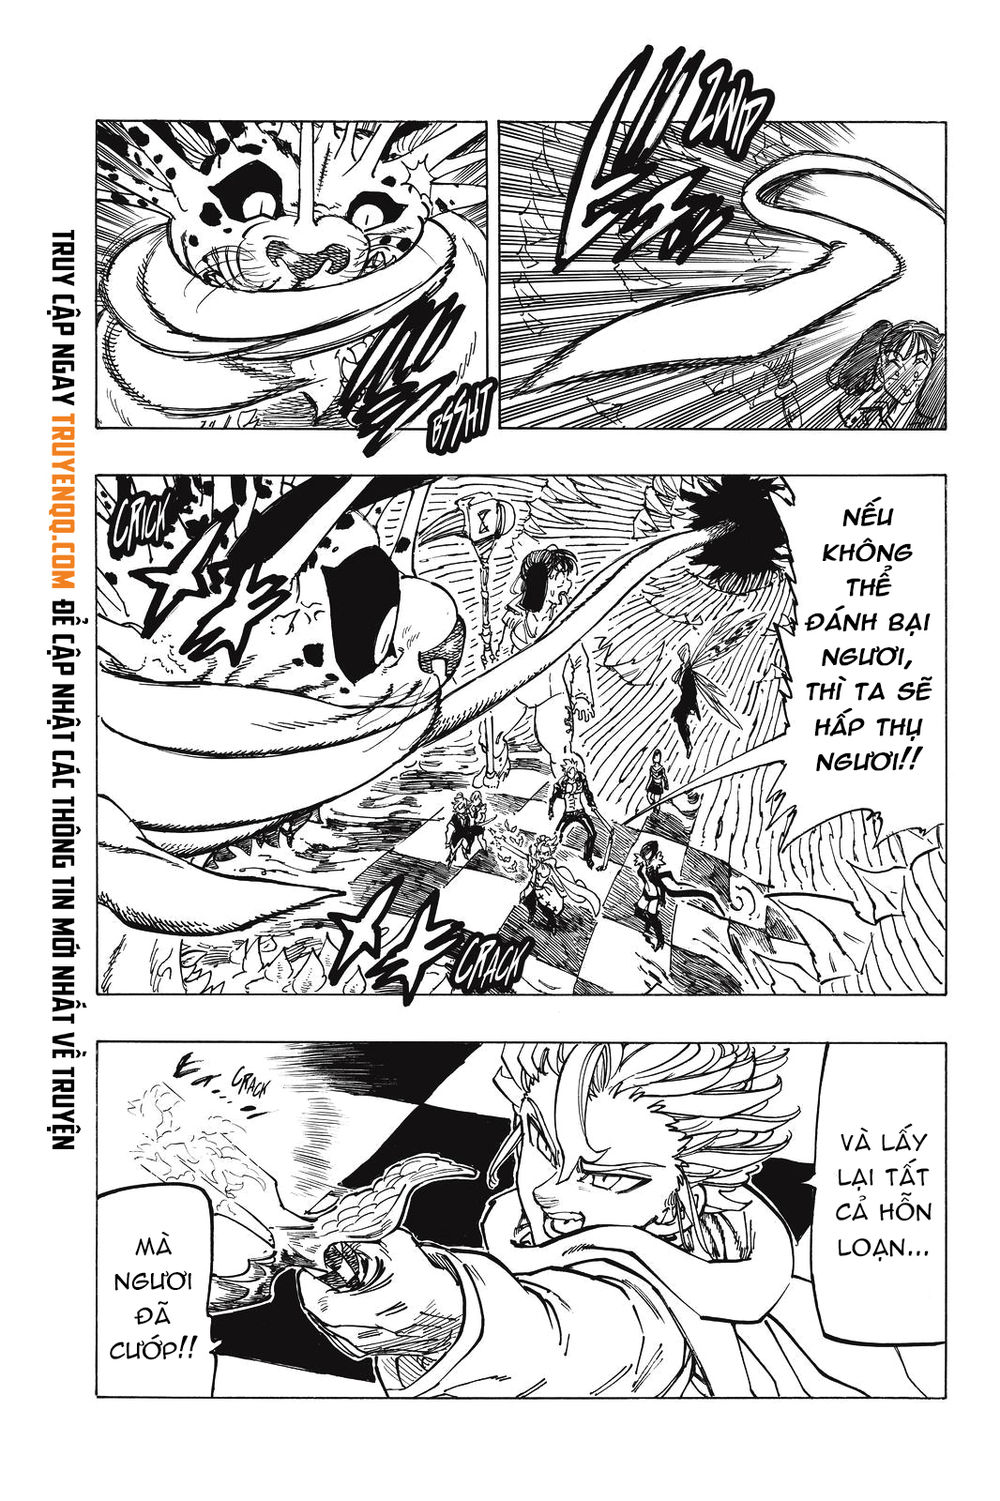 ZWIP
BSSHT
CRICK
NẾU
KHÔNG
THỂ
ĐÁNH BẠI
NGƯƠI,
THÌ TA SẼ
HẤP THỤ
NGƯƠI!!
CRACK
CRACK
VÀ LẤY
LẠI TẤT
CẢ HỖN
LOẠN...
MÀ
NGƯƠI
ĐÃ
CƯỚP!!
TRUY CẬP NGAY TRUYENQQ.COM ĐỂ CẬP NHẬT CÁC THÔNG TIN MỚI NHẤT VỀ TRUYỆN